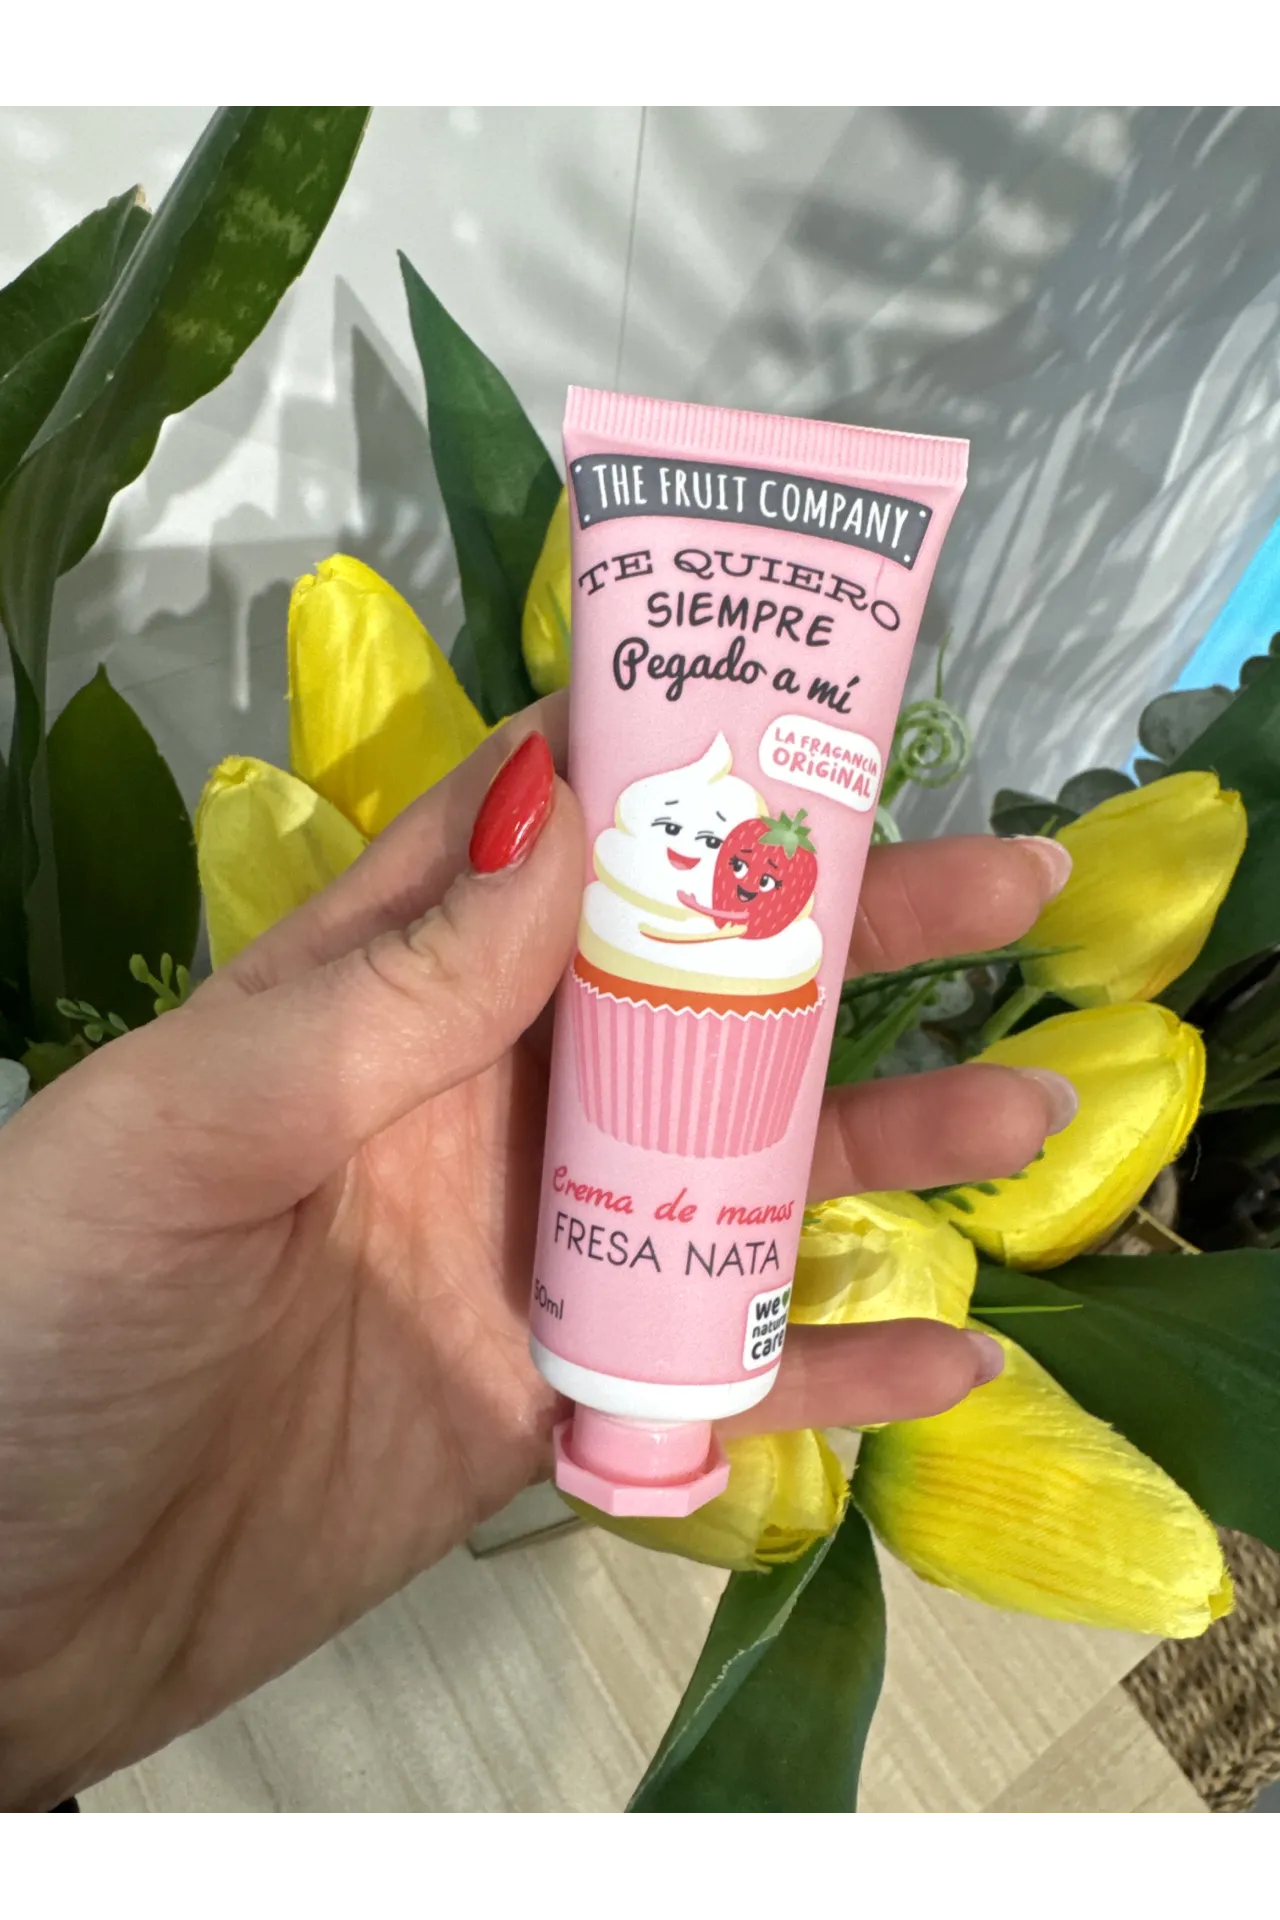 THE FRUIT COMPANY
TE QUIERO
SIEMPRE
Pegado a mí
LA FRAGANCIA
ORIGINAL
Crema de manos
FRESA NATA
50ml
we
natural
care